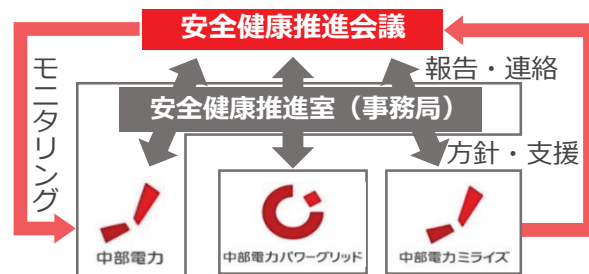 安全健康推進会議
報告・連絡
モニタリング
安全健康推進室（事務局）
方針・支援
中部電力
中部電力パワーグリッド
中部電力ミライズ